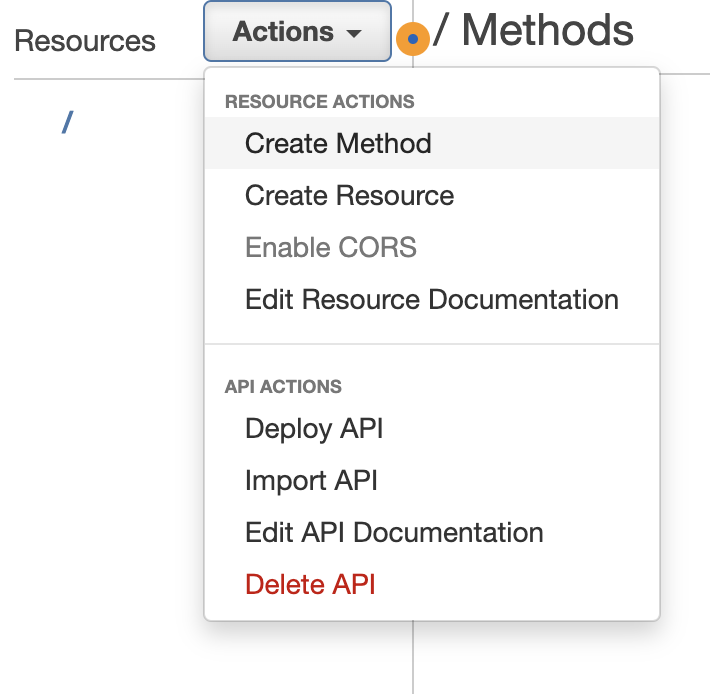 Resources
Actions
/ Methods
/
RESOURCE ACTIONS
Create Method
Create Resource
Enable CORS
Edit Resource Documentation
API ACTIONS
Deploy API
Import API
Edit API Documentation
Delete API